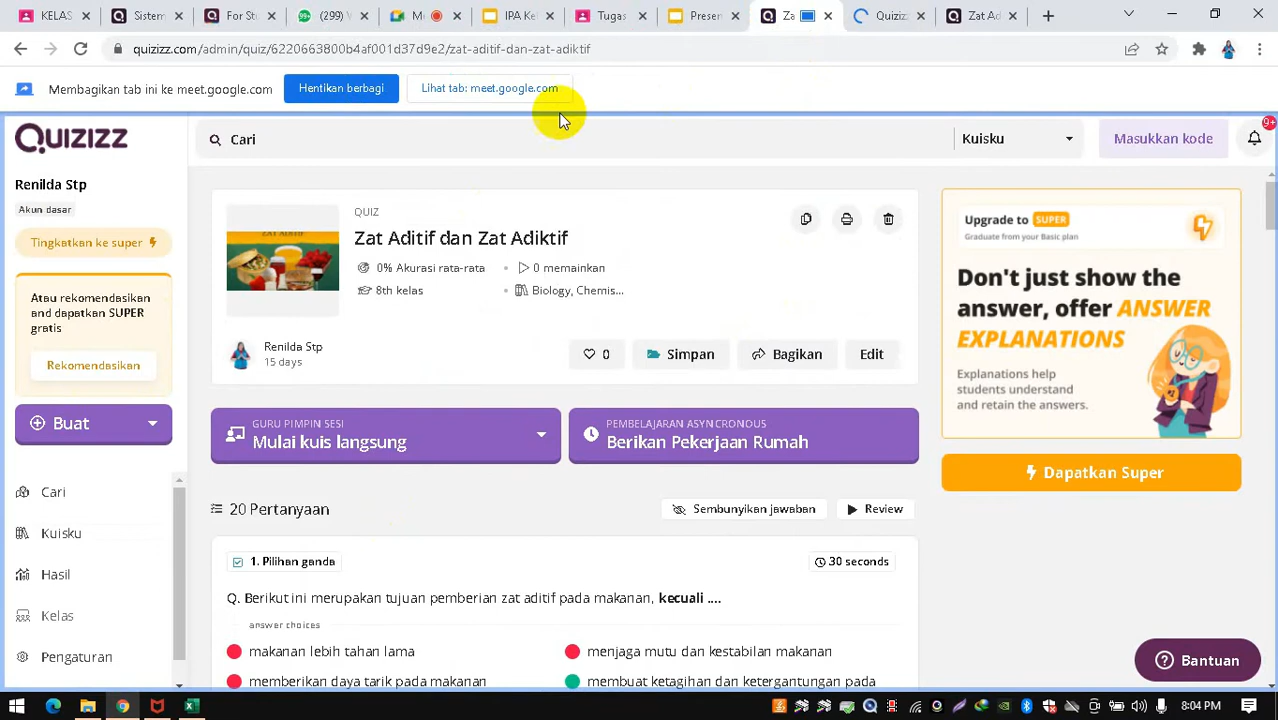 KELAS
Sistem
For St
(299) \
M
IPA Kel
Tugas
Preser
Za
Quizizz
Zat Ad
quizizz.com/admin/quiz/6220663800b4af001d37d9e2/zat-aditif-dan-zat-adiktif
Membagikan tab ini ke meet.google.com
Hentikan berbagi
Lihat tab: meet.google.com
QUIZIZZ
Cari
Kuisku
Masukkan kode
9+
Renilda Stp
Akun dasar
Tingkatkan ke super
Atau rekomendasikan
and dapatkan SUPER
gratis
Rekomendasikan
Buat
Cari
Kuisku
Hasil
Kelas
Pengaturan
ZAT ADITIF
QUIZ
Zat Aditif dan Zat Adiktif
0% Akurasi rata-rata
0 memainkan
8th kelas
Biology, Chemis...
Renilda Stp
15 days
0
Simpan
Bagikan
Edit
GURU PIMPIN SESI
Mulai kuis langsung
PEMBELAJARAN ASYNCRONOUS
Berikan Pekerjaan Rumah
20 Pertanyaan
Sembunyikan jawaban
Review
1. Pilihan ganda
30 seconds
Q. Berikut ini merupakan tujuan pemberian zat aditif pada makanan, kecuali ....
answer choices
makanan lebih tahan lama
menjaga mutu dan kestabilan makanan
memberikan daya tarik pada makanan
membuat ketagihan dan ketergantungan pada
Upgrade to SUPER
Graduate from your Basic plan
Don't just show the
answer, offer ANSWER
EXPLANATIONS
Explanations help
students understand
and retain the answers.
Dapatkan Super
Bantuan
8:04 PM